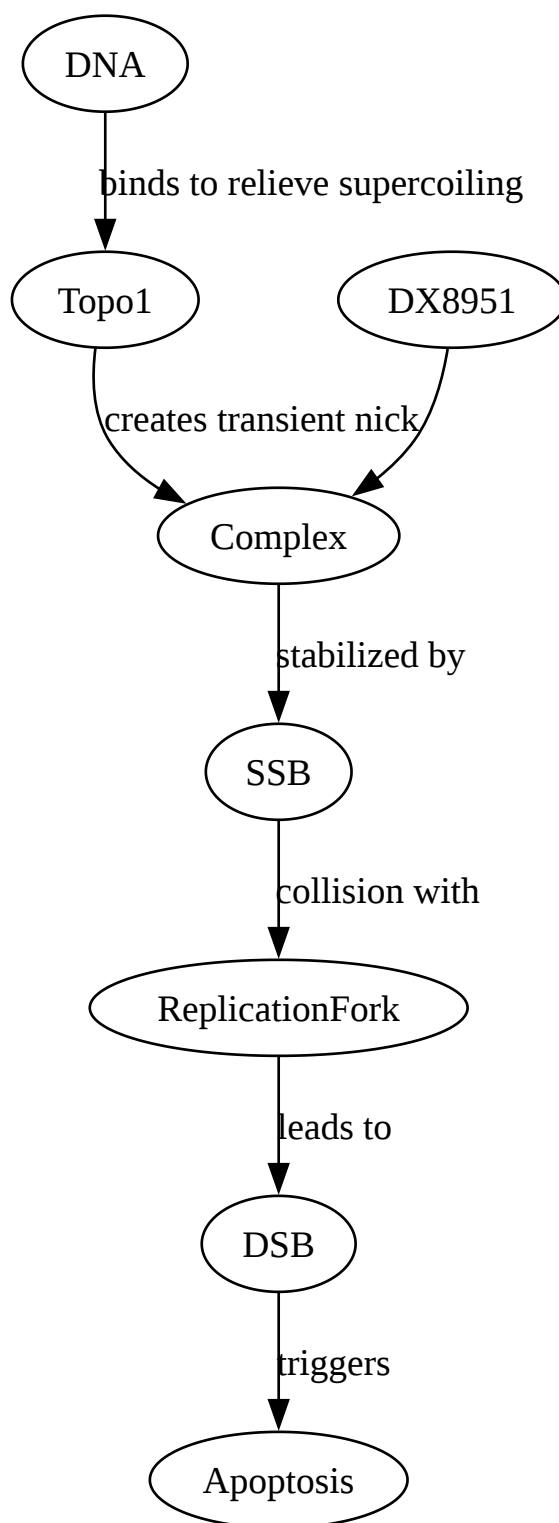 DNA
binds to relieve supercoiling
Topo1
DX8951
creates transient nick
Complex
stabilized by
SSB
collision with
ReplicationFork
leads to
DSB
triggers
Apoptosis